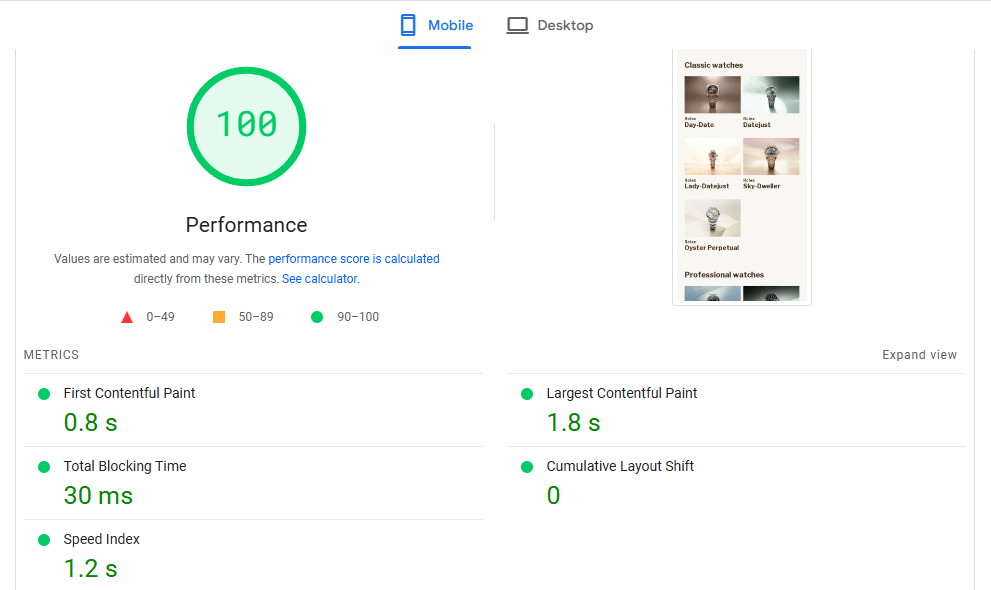 Mobile
Desktop
100
Performance
Values are estimated and may vary. The performance score is calculated
directly from these metrics. See calculator.
0–49
50–89
90–100
Classic watches
Rolex
Day-Date
Rolex
Datejust
Rolex
Lady-Datejust
Rolex
Sky-Dweller
Rolex
Oyster Perpetual
Professional watches
METRICS
Expand view
First Contentful Paint
0.8 s
Largest Contentful Paint
1.8 s
Total Blocking Time
30 ms
Cumulative Layout Shift
0
Speed Index
1.2 s